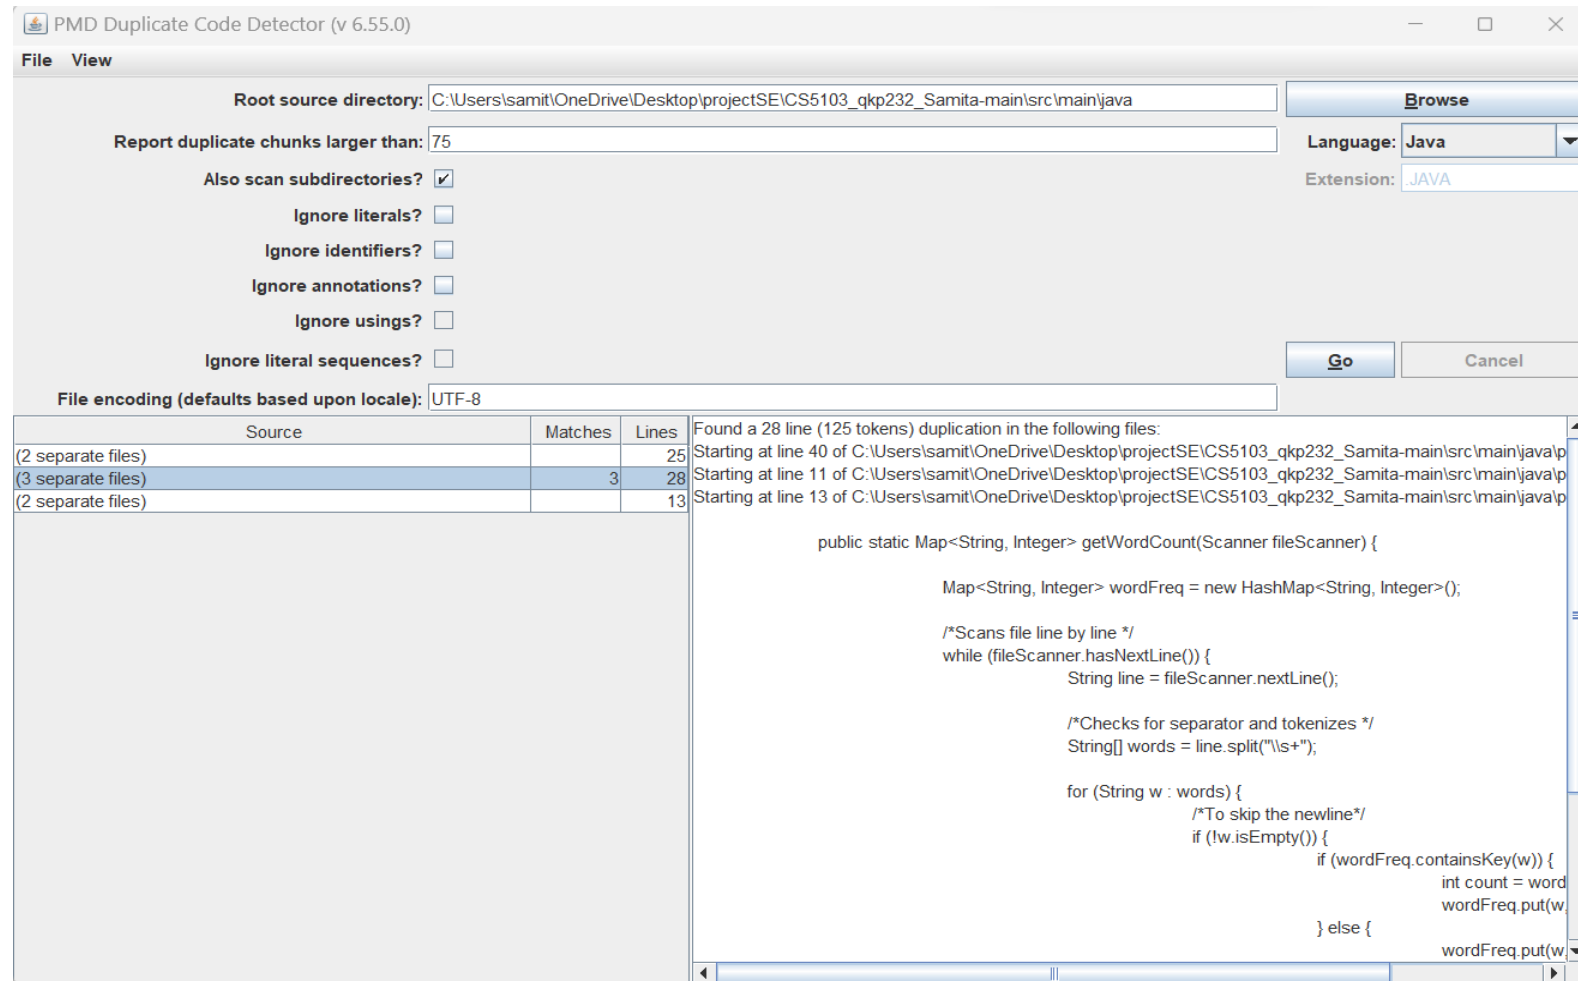 PMD Duplicate Code Detector (v 6.55.0)
File View
Root source directory: C:\Users\samit\OneDrive\Desktop\projectSE\CS5103_qkp232_Samita-main\src\main\java Browse
Report duplicate chunks larger than: 75 Language: Java
Also scan subdirectories? Extension: .JAVA
Ignore literals?
Ignore identifiers?
Ignore annotations?
Ignore usings?
Ignore literal sequences? Go Cancel
File encoding (defaults based upon locale): UTF-8
Source Matches Lines
(2 separate files) 25
(3 separate files) 3 28
(2 separate files) 13
Found a 28 line (125 tokens) duplication in the following files:
Starting at line 40 of C:\Users\samit\OneDrive\Desktop\projectSE\CS5103_qkp232_Samita-main\src\main\java\p
Starting at line 11 of C:\Users\samit\OneDrive\Desktop\projectSE\CS5103_qkp232_Samita-main\src\main\java\p
Starting at line 13 of C:\Users\samit\OneDrive\Desktop\projectSE\CS5103_qkp232_Samita-main\src\main\java\p
public static Map<String, Integer> getWordCount(Scanner fileScanner) {
Map<String, Integer> wordFreq = new HashMap<String, Integer>();
/*Scans file line by line */
while (fileScanner.hasNextLine()) {
String line = fileScanner.nextLine();
/*Checks for separator and tokenizes */
String[] words = line.split("\\s+");
for (String w : words) {
/*To skip the newline*/
if (!w.isEmpty()) {
if (wordFreq.containsKey(w)) {
int count = word
wordFreq.put(w,
} else {
wordFreq.put(w,